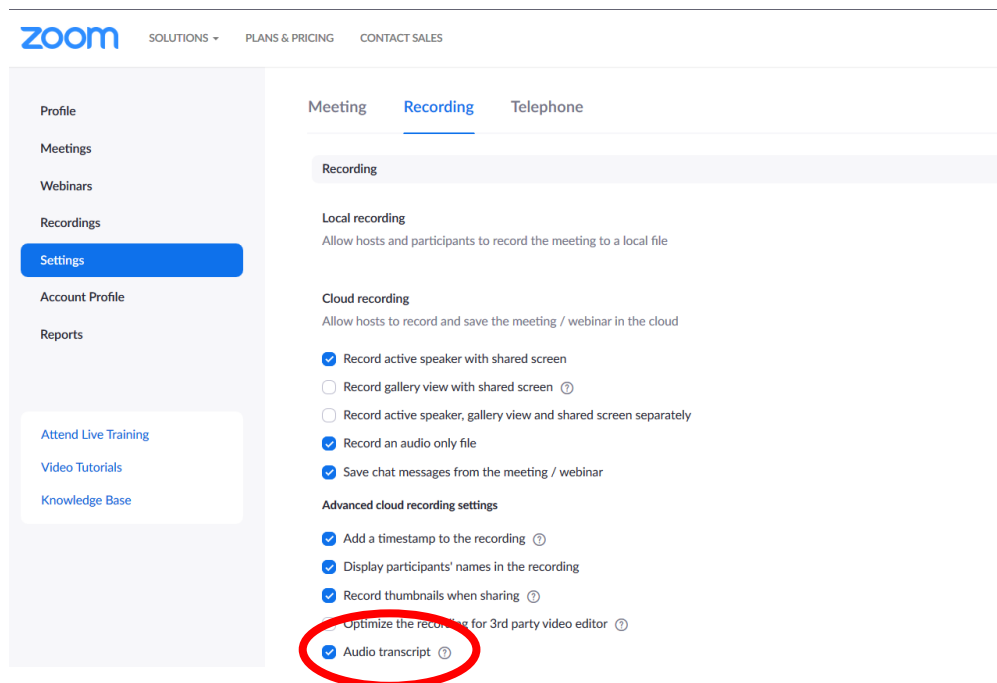 zoom SOLUTIONS PLANS & PRICING CONTACT SALES
Profile
Meetings
Webinars
Recordings
Settings
Account Profile
Reports
Attend Live Training
Video Tutorials
Knowledge Base
Meeting Recording Telephone
Recording
Local recording
Allow hosts and participants to record the meeting to a local file
Cloud recording
Allow hosts to record and save the meeting / webinar in the cloud
Record active speaker with shared screen
Record gallery view with shared screen ?
Record active speaker, gallery view and shared screen separately
Record an audio only file
Save chat messages from the meeting / webinar
Advanced cloud recording settings
Add a timestamp to the recording ?
Display participants' names in the recording
Record thumbnails when sharing ?
Optimize the recording for 3rd party video editor ?
Audio transcript ?